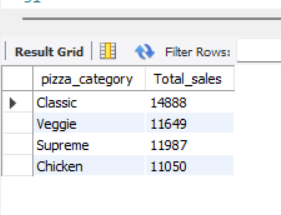 Result Grid Filter Rows:
pizza_category Total_sales
Classic 14888
Veggie 11649
Supreme 11987
Chicken 11050